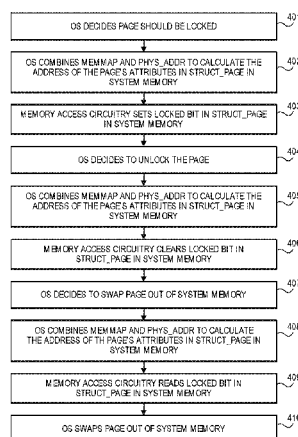 401
OS DECIDES PAGE SHOULD BE LOCKED
402
OS COMBINES MEMMAP AND PHYS_ADDR TO CALCULATE THE
ADDRESS OF THE PAGE'S ATTRIBUTES IN STRUCT_PAGE IN
SYSTEM MEMORY
403
MEMORY ACCESS CIRCUITRY SETS LOCKED BIT IN STRUCT_PAGE
IN SYSTEM MEMORY
404
OS DECIDES TO UNLOCK THE PAGE
405
OS COMBINES MEMMAP AND PHYS_ADDR TO CALCULATE THE
ADDRESS OF THE PAGE'S ATTRIBUTES IN STRUCT_PAGE IN
SYSTEM MEMORY
406
MEMORY ACCESS CIRCUITRY CLEARS LOCKED BIT IN
STRUCT_PAGE IN SYSTEM MEMORY
407
OS DECIDES TO SWAP PAGE OUT OF SYSTEM MEMORY
408
OS COMBINES MEMMAP AND PHYS_ADDR TO CALCULATE
THE ADDRESS OF TH PAGE'S ATTRIBUTES IN STRUCT_PAGE IN
SYSTEM MEMORY
409
MEMORY ACCESS CIRCUITRY READS LOCKED BIT IN
STRUCT_PAGE IN SYSTEM MEMORY
410
OS SWAPS PAGE OUT OF SYSTEM MEMORY